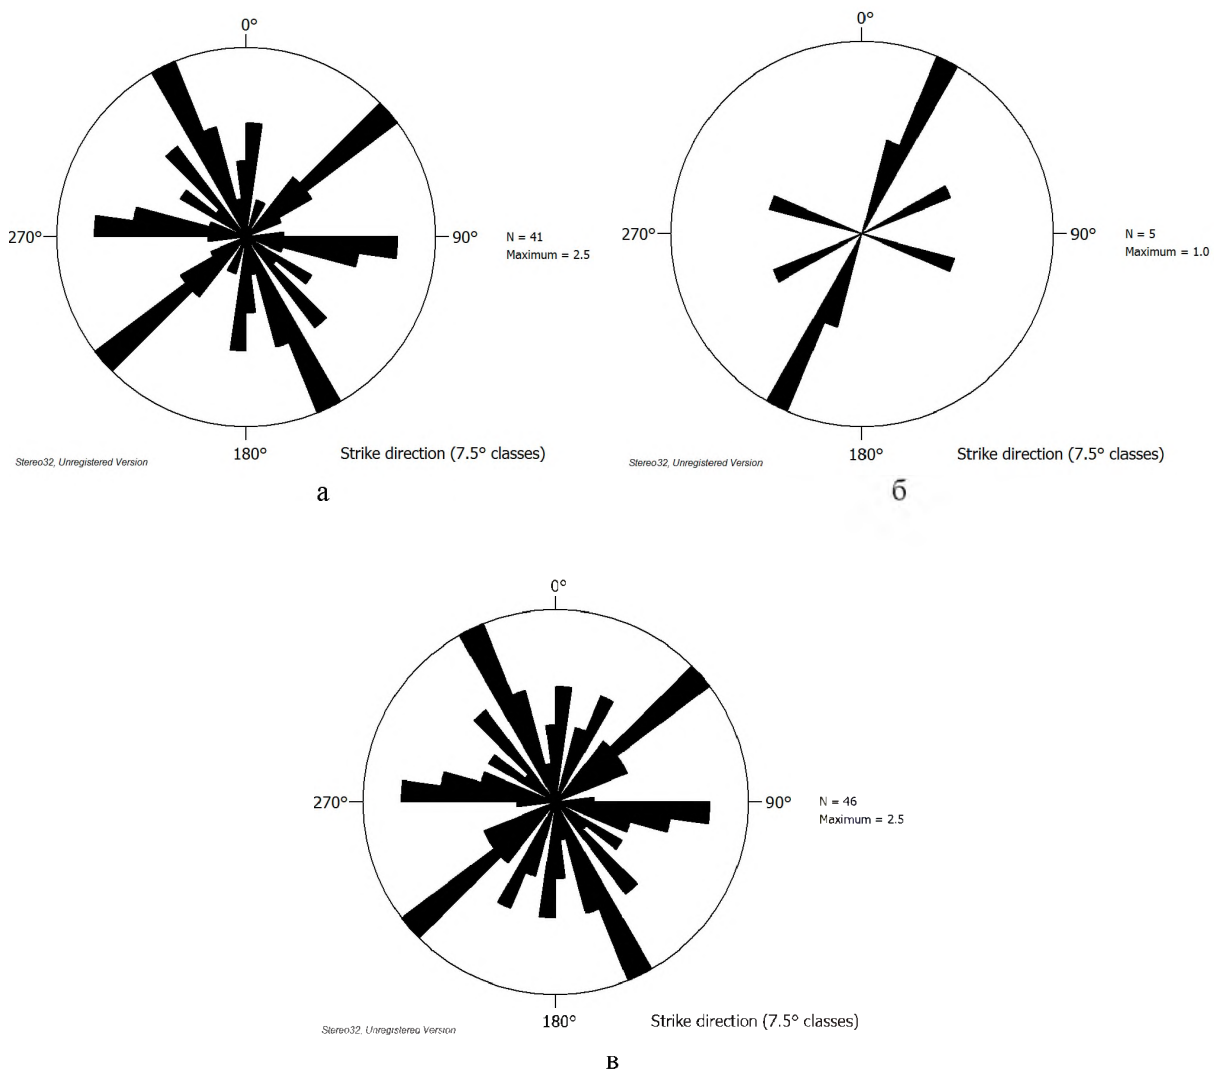 0°
270°
90°
N = 41
Maximum = 2.5
180°
Strike direction (7.5° classes)
Stereo32, Unregistered Version
а
0°
270°
90°
N = 5
Maximum = 1.0
180°
Strike direction (7.5° classes)
Stereo32, Unregistered Version
б
0°
270°
90°
N = 46
Maximum = 2.5
180°
Strike direction (7.5° classes)
Stereo32, Unregistered Version
в